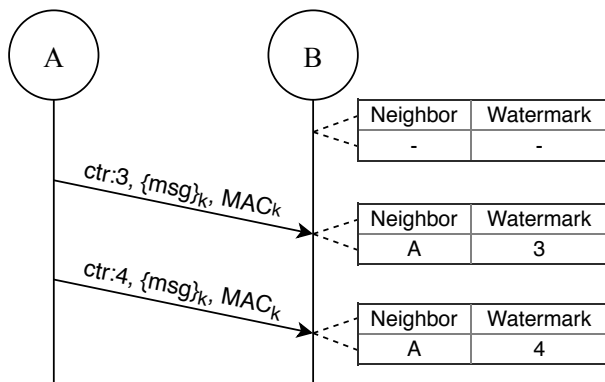 A
B
Neighbor Watermark
- -
ctr:3, {msg}k, MACk
Neighbor Watermark
A 3
ctr:4, {msg}k, MACk
Neighbor Watermark
A 4